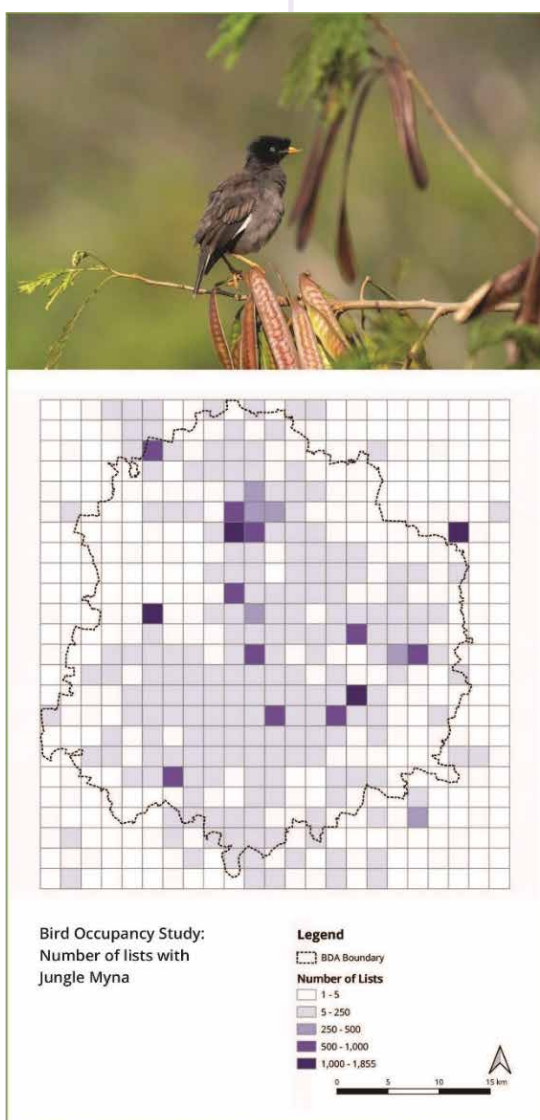 Bird Occupancy Study:
Number of lists with
Jungle Myna
Legend
BDA Boundary
Number of Lists
1 - 5
5 - 250
250 - 500
500 - 1,000
1,000 - 1,855
0 5 10 15 km